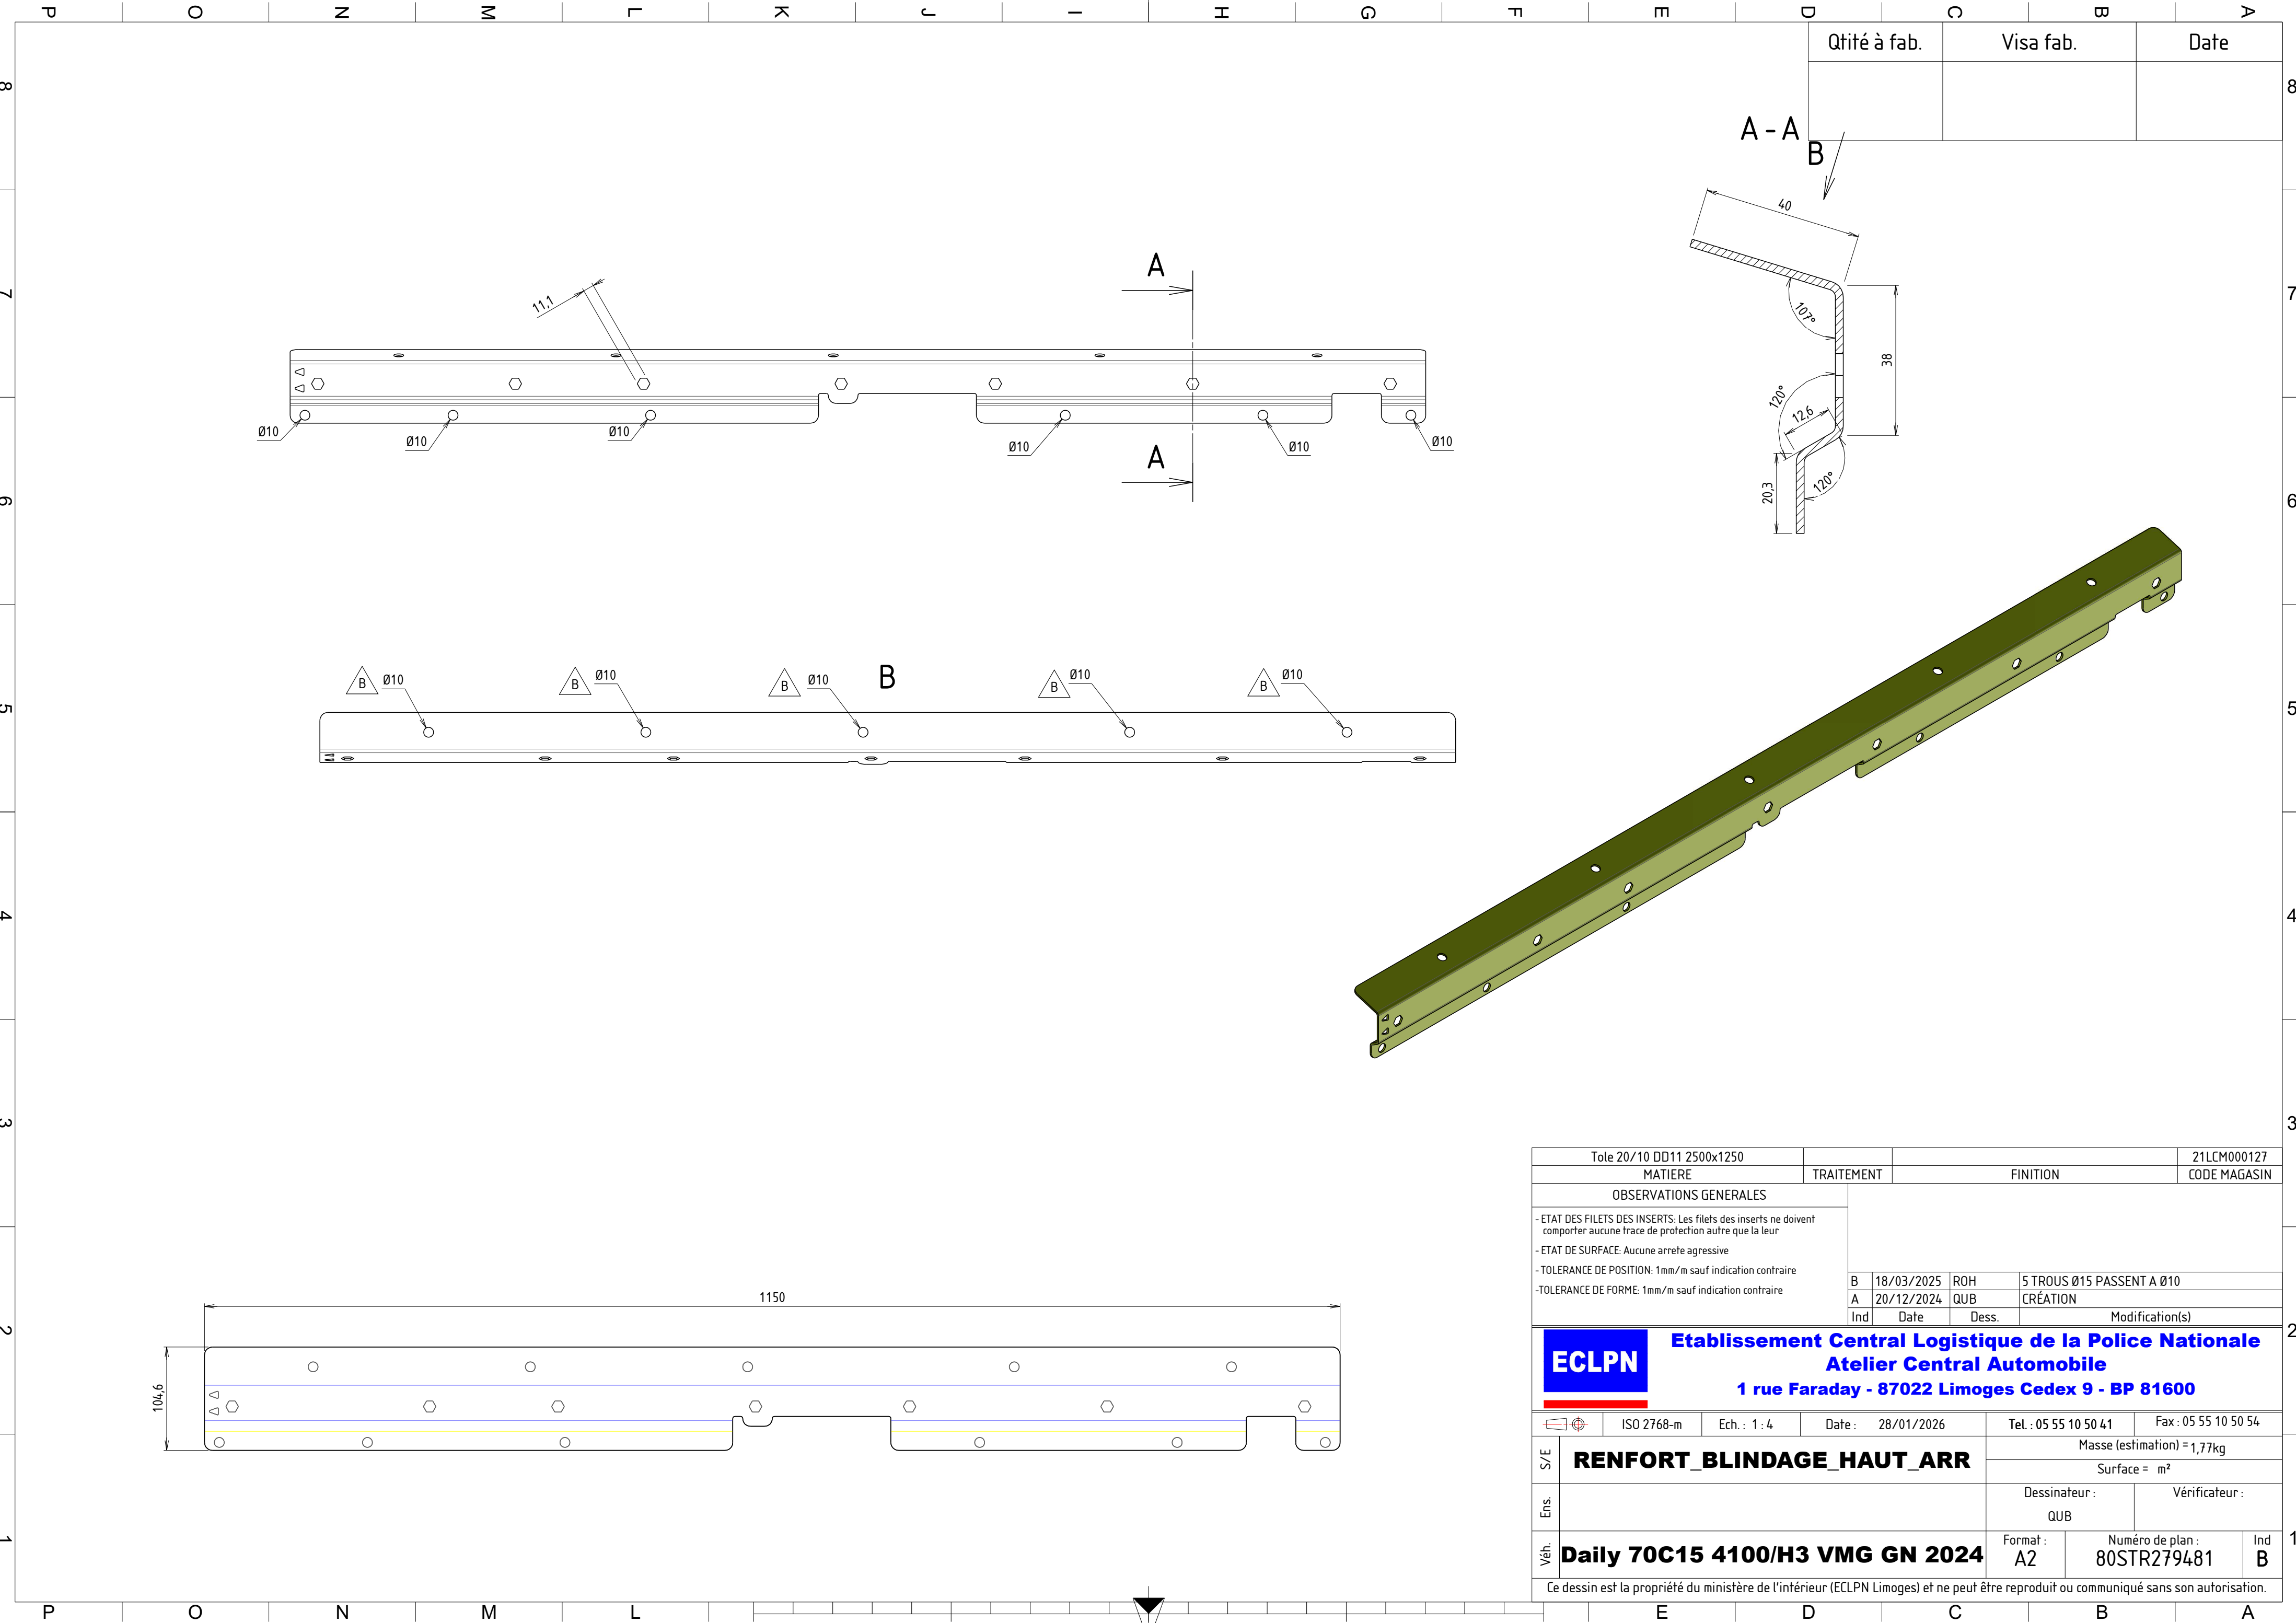 P O N M L K J I H G F E D C B A
Qtité à fab. Visa fab. Date
8 8
A - A
B
40
107°
38
120°
12,6
120°
20,3
7 7
A
11,1
Ø10 Ø10 Ø10 Ø10 Ø10 Ø10
A
6 6
B Ø10 B Ø10 B Ø10 B B Ø10 B Ø10
5 5
4 4
3 3
1150
104,6
2 2
1 1
Tole 20/10 DD11 2500x1250 21LCM000127
MATIERE TRAITEMENT FINITION CODE MAGASIN
OBSERVATIONS GENERALES
- ETAT DES FILETS DES INSERTS: Les filets des inserts ne doivent
comporter aucune trace de protection autre que la leur
- ETAT DE SURFACE: Aucune arrete agressive
- TOLERANCE DE POSITION: 1mm/m sauf indication contraire
-TOLERANCE DE FORME: 1mm/m sauf indication contraire
B 18/03/2025 ROH 5 TROUS Ø15 PASSENT A Ø10
A 20/12/2024 QUB CRÉATION
Ind Date Dess. Modification(s)
ECLPN
Etablissement Central Logistique de la Police Nationale
Atelier Central Automobile
1 rue Faraday - 87022 Limoges Cedex 9 - BP 81600
ISO 2768-m Ech. : 1 : 4 Date : 28/01/2026 Tel. : 05 55 10 50 41 Fax : 05 55 10 50 54
S/E RENFORT_BLINDAGE_HAUT_ARR
Masse (estimation) = 1,77kg
Surface = m²
Ens.
Dessinateur : Vérificateur :
QUB
Véh. Daily 70C15 4100/H3 VMG GN 2024
Format : Numéro de plan : Ind
A2 80STR279481 B
Ce dessin est la propriété du ministère de l'intérieur (ECLPN Limoges) et ne peut être reproduit ou communiqué sans son autorisation.
P O N M L E D C B A